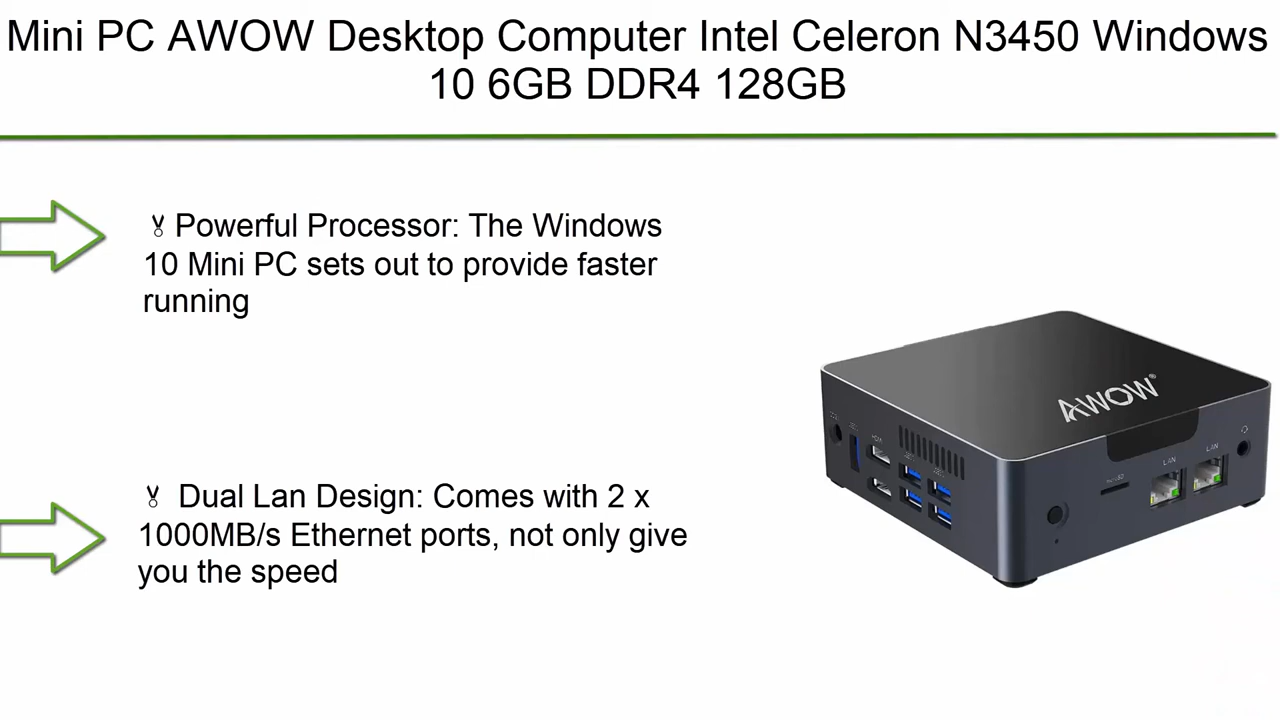 Mini PC AWOW Desktop Computer Intel Celeron N3450 Windows
10 6GB DDR4 128GB
🎖Powerful Processor: The Windows
10 Mini PC sets out to provide faster
running
🎖 Dual Lan Design: Comes with 2 x
1000MB/s Ethernet ports, not only give
you the speed
AWOW®
HDMI
LAN
LAN